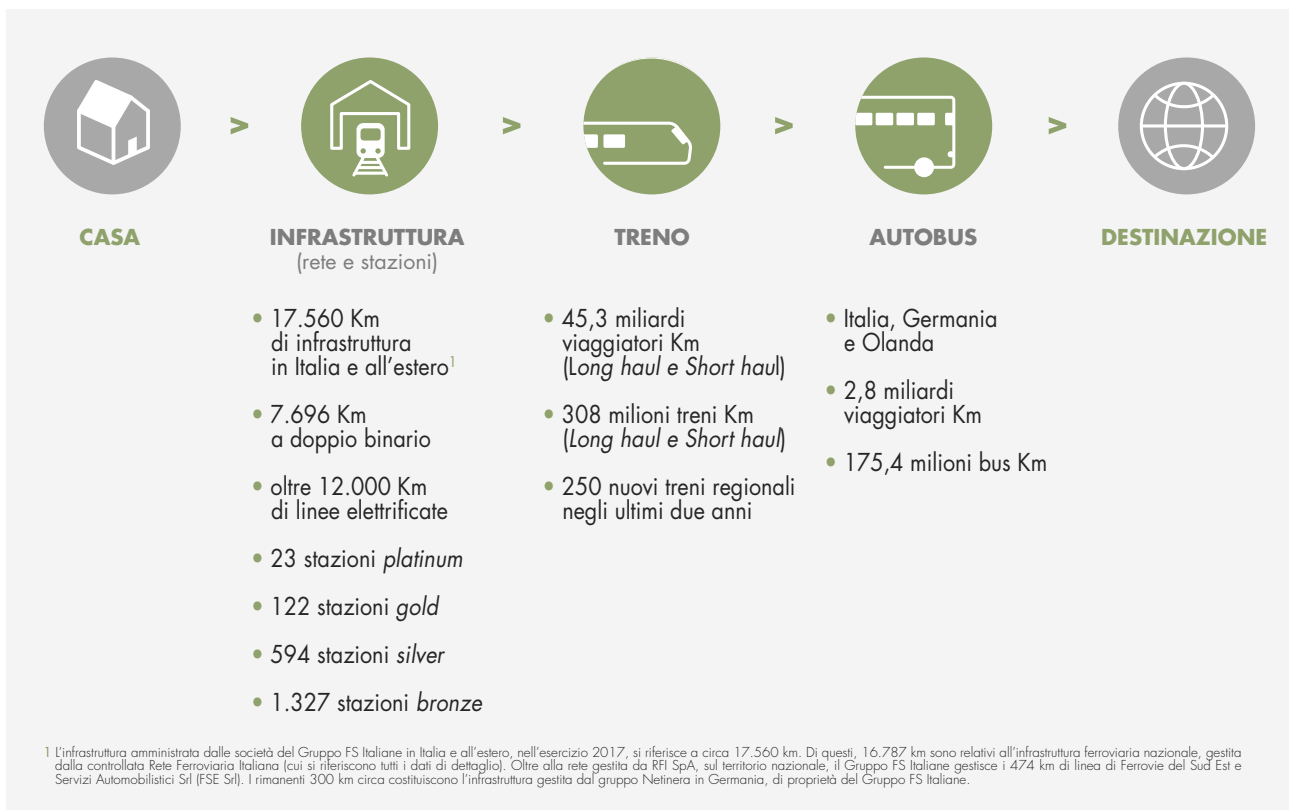 > > > >
CASA
INFRASTRUTTURA
(rete e stazioni)
TRENO
AUTOBUS
DESTINAZIONE
• 17.560 Km
di infrastruttura
in Italia e all'estero¹
• 7.696 Km
a doppio binario
• oltre 12.000 Km
di linee elettrificate
• 23 stazioni platinum
• 122 stazioni gold
• 594 stazioni silver
• 1.327 stazioni bronze
• 45,3 miliardi
viaggiatori Km
(Long haul e Short haul)
• 308 milioni treni Km
(Long haul e Short haul)
• 250 nuovi treni regionali
negli ultimi due anni
• Italia, Germania
e Olanda
• 2,8 miliardi
viaggiatori Km
• 175,4 milioni bus Km
1 L'infrastruttura amministrata dalle società del Gruppo FS Italiane in Italia e all'estero, nell'esercizio 2017, si riferisce a circa 17.560 km. Di questi, 16.787 km sono relativi all'infrastruttura ferroviaria nazionale, gestita
dalla controllata Rete Ferroviaria Italiana (cui si riferiscono tutti i dati di dettaglio). Oltre alla rete gestita da RFI SpA, sul territorio nazionale, il Gruppo FS Italiane gestisce i 474 km di linea di Ferrovie del Sud Est e
Servizi Automobilistici Srl (FSE Srl). I rimanenti 300 km circa costituiscono l'infrastruttura gestita dal gruppo Netinera in Germania, di proprietà del Gruppo FS Italiane.